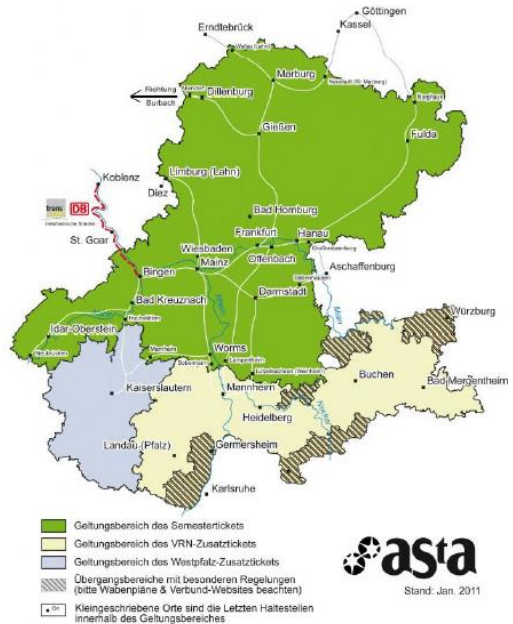 Göttingen
Erndtebrück
Kassel
Marburg
Richtung
Dillenburg
Burbach
Gießen
Fulda
Koblenz
Limburg (Lahn)
Diez
trans
DB
Bad Homburg
St. Goar
Frankfurt
Hanau
Wiesbaden
Mainz
Offenbach
Aschaffenburg
Bingen
Darmstadt
Bad Kreuznach
Würzburg
Idar-Oberstein
Worms
Buchen
Kaiserslautern
Mannheim
Bad Mergentheim
Heidelberg
Landau (Pfalz)
Germersheim
Karlsruhe
Geltungsbereich des Semestertickets
Geltungsbereich des VRN-Zusatztickets
Geltungsbereich des Westpfalz-Zusatztickets
Übergangsbereiche mit besonderen Regelungen
(bitte Wabenpläne & Verbund-Websites beachten)
Ort
Kleingeschriebene Orte sind die Letzten Haltestellen
innerhalb des Geltungsbereiches
asta
Stand: Jan. 2011